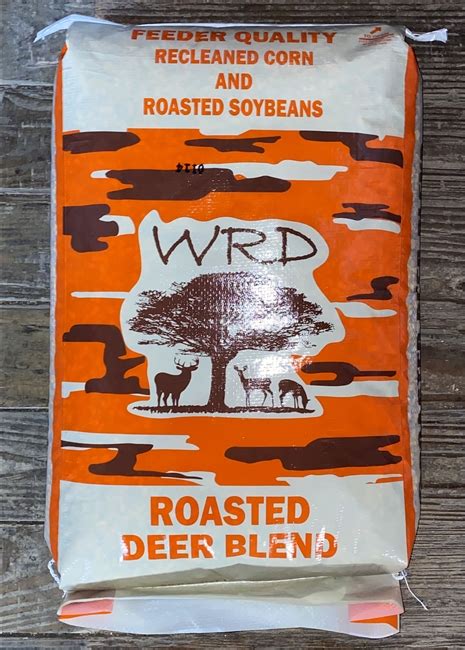 FEEDER QUALITY
RECLEANED CORN
AND
ROASTED SOYBEANS
WRD
ROASTED
DEER BLEND